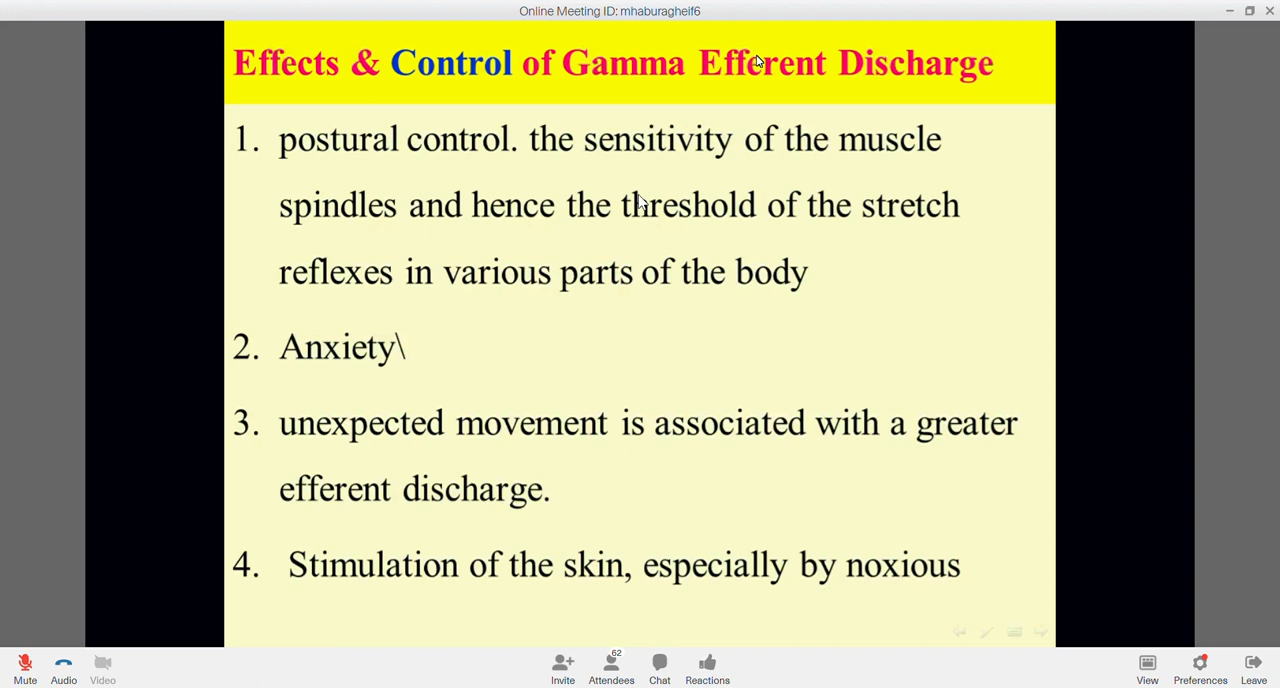 Online Meeting ID: mhaburagheif6
Effects & Control of Gamma Efferent Discharge
1. postural control. the sensitivity of the muscle
spindles and hence the threshold of the stretch
reflexes in various parts of the body
2. Anxiety\
3. unexpected movement is associated with a greater
efferent discharge.
4. Stimulation of the skin, especially by noxious
62
Mute Audio Video Invite Attendees Chat Reactions View Preferences Leave